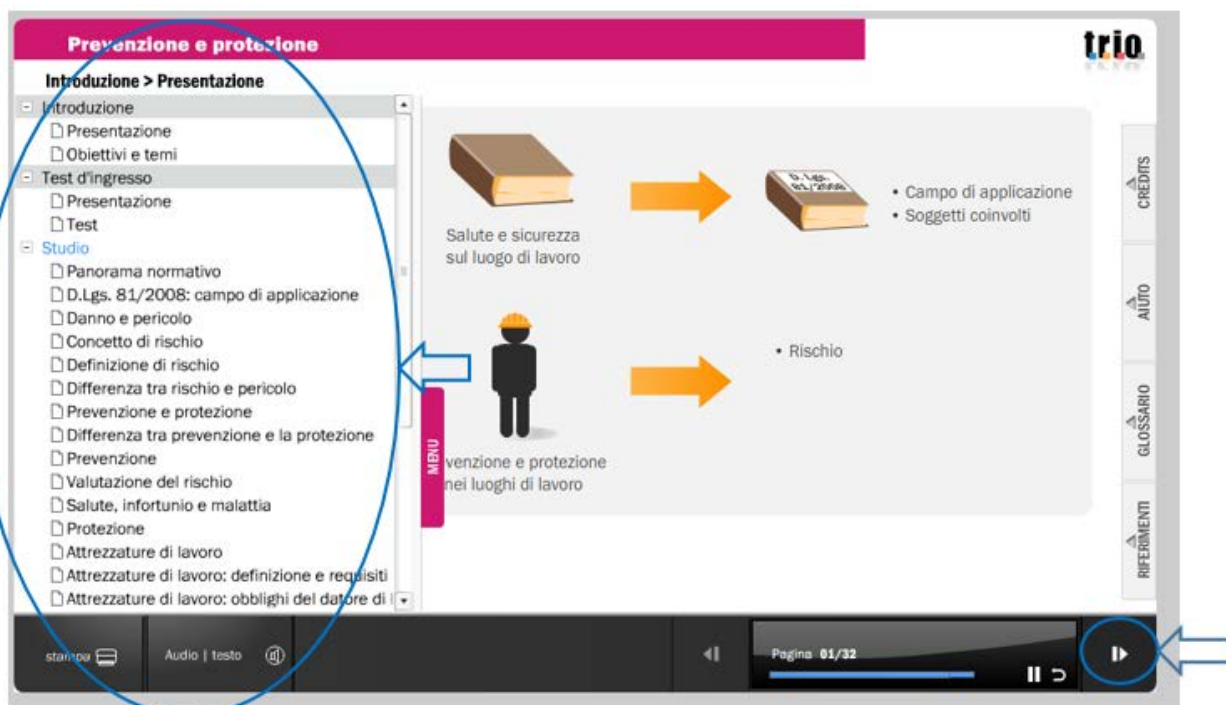 Prevenzione e protezione
trio
Introduzione > Presentazione
Introduzione
Presentazione
Obiettivi e temi
Test d'ingresso
Presentazione
Test
Studio
Panorama normativo
D.Lgs. 81/2008: campo di applicazione
Danno e pericolo
Concetto di rischio
Definizione di rischio
Differenza tra rischio e pericolo
Prevenzione e protezione
Differenza tra prevenzione e la protezione
Prevenzione
Valutazione del rischio
Salute, infortunio e malattia
Protezione
Attrezzature di lavoro
Attrezzature di lavoro: definizione e requisiti
Attrezzature di lavoro: obblighi del datore di
MENU
Salute e sicurezza
sul luogo di lavoro
D. Lgs.
81/2008
• Campo di applicazione
• Soggetti coinvolti
venzione e protezione
nei luoghi di lavoro
• Rischio
CREDITS
AIUTO
GLOSSARIO
RIFERIMENTI
stampa
Audio | testo
Pagina 01/32